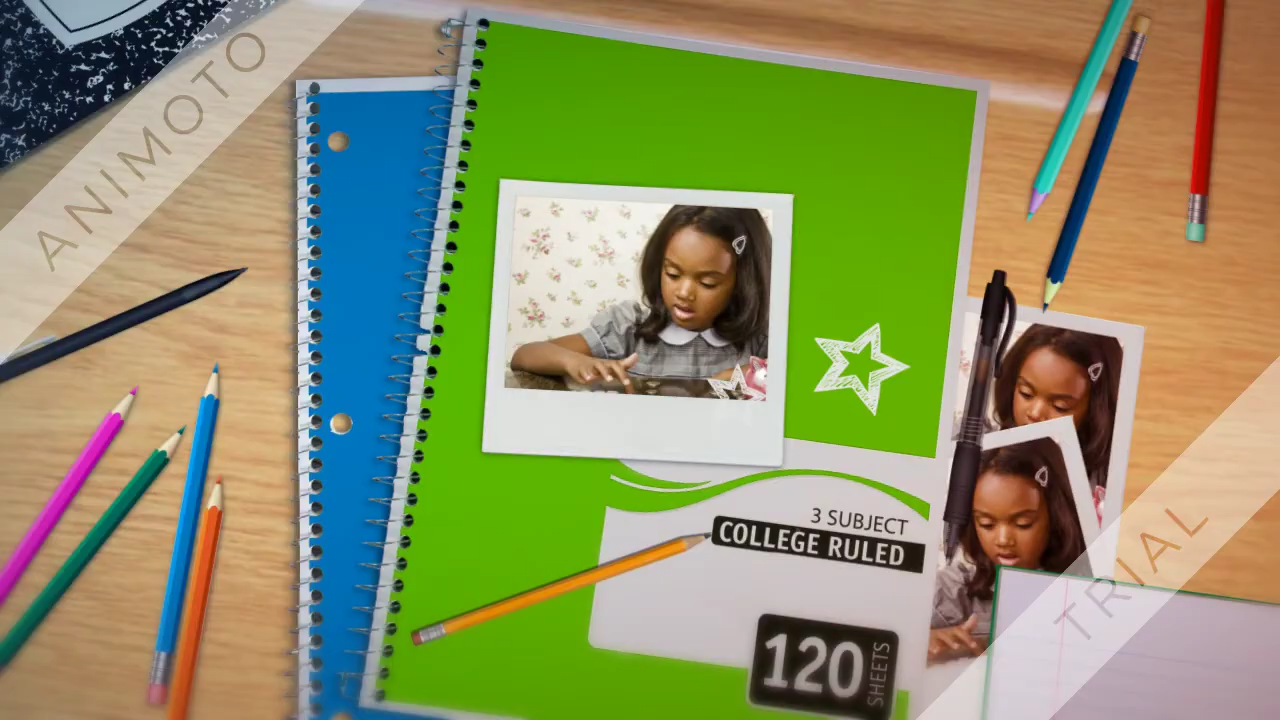 ANIMOTO
3 SUBJECT
COLLEGE RULED
120
SHEETS
TRIAL